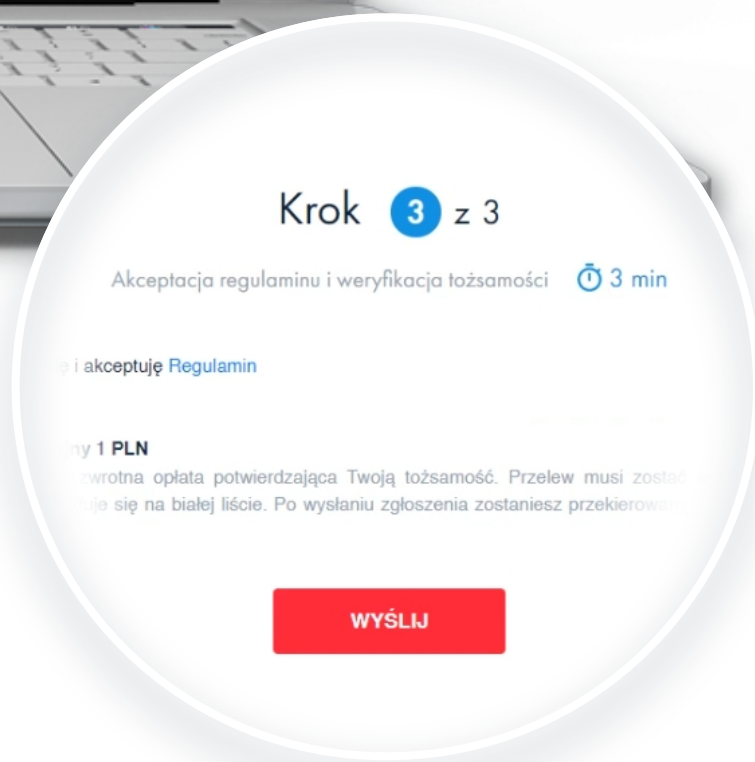 Krok 3 z 3
Akceptacja regulaminu i weryfikacja tożsamości 3 min
i akceptuję Regulamin
1 PLN
opłata potwierdzająca Twoją tożsamość. Przelew musi zostać
się na białej liście. Po wysłaniu zgłoszenia zostaniesz
WYŚLIJ